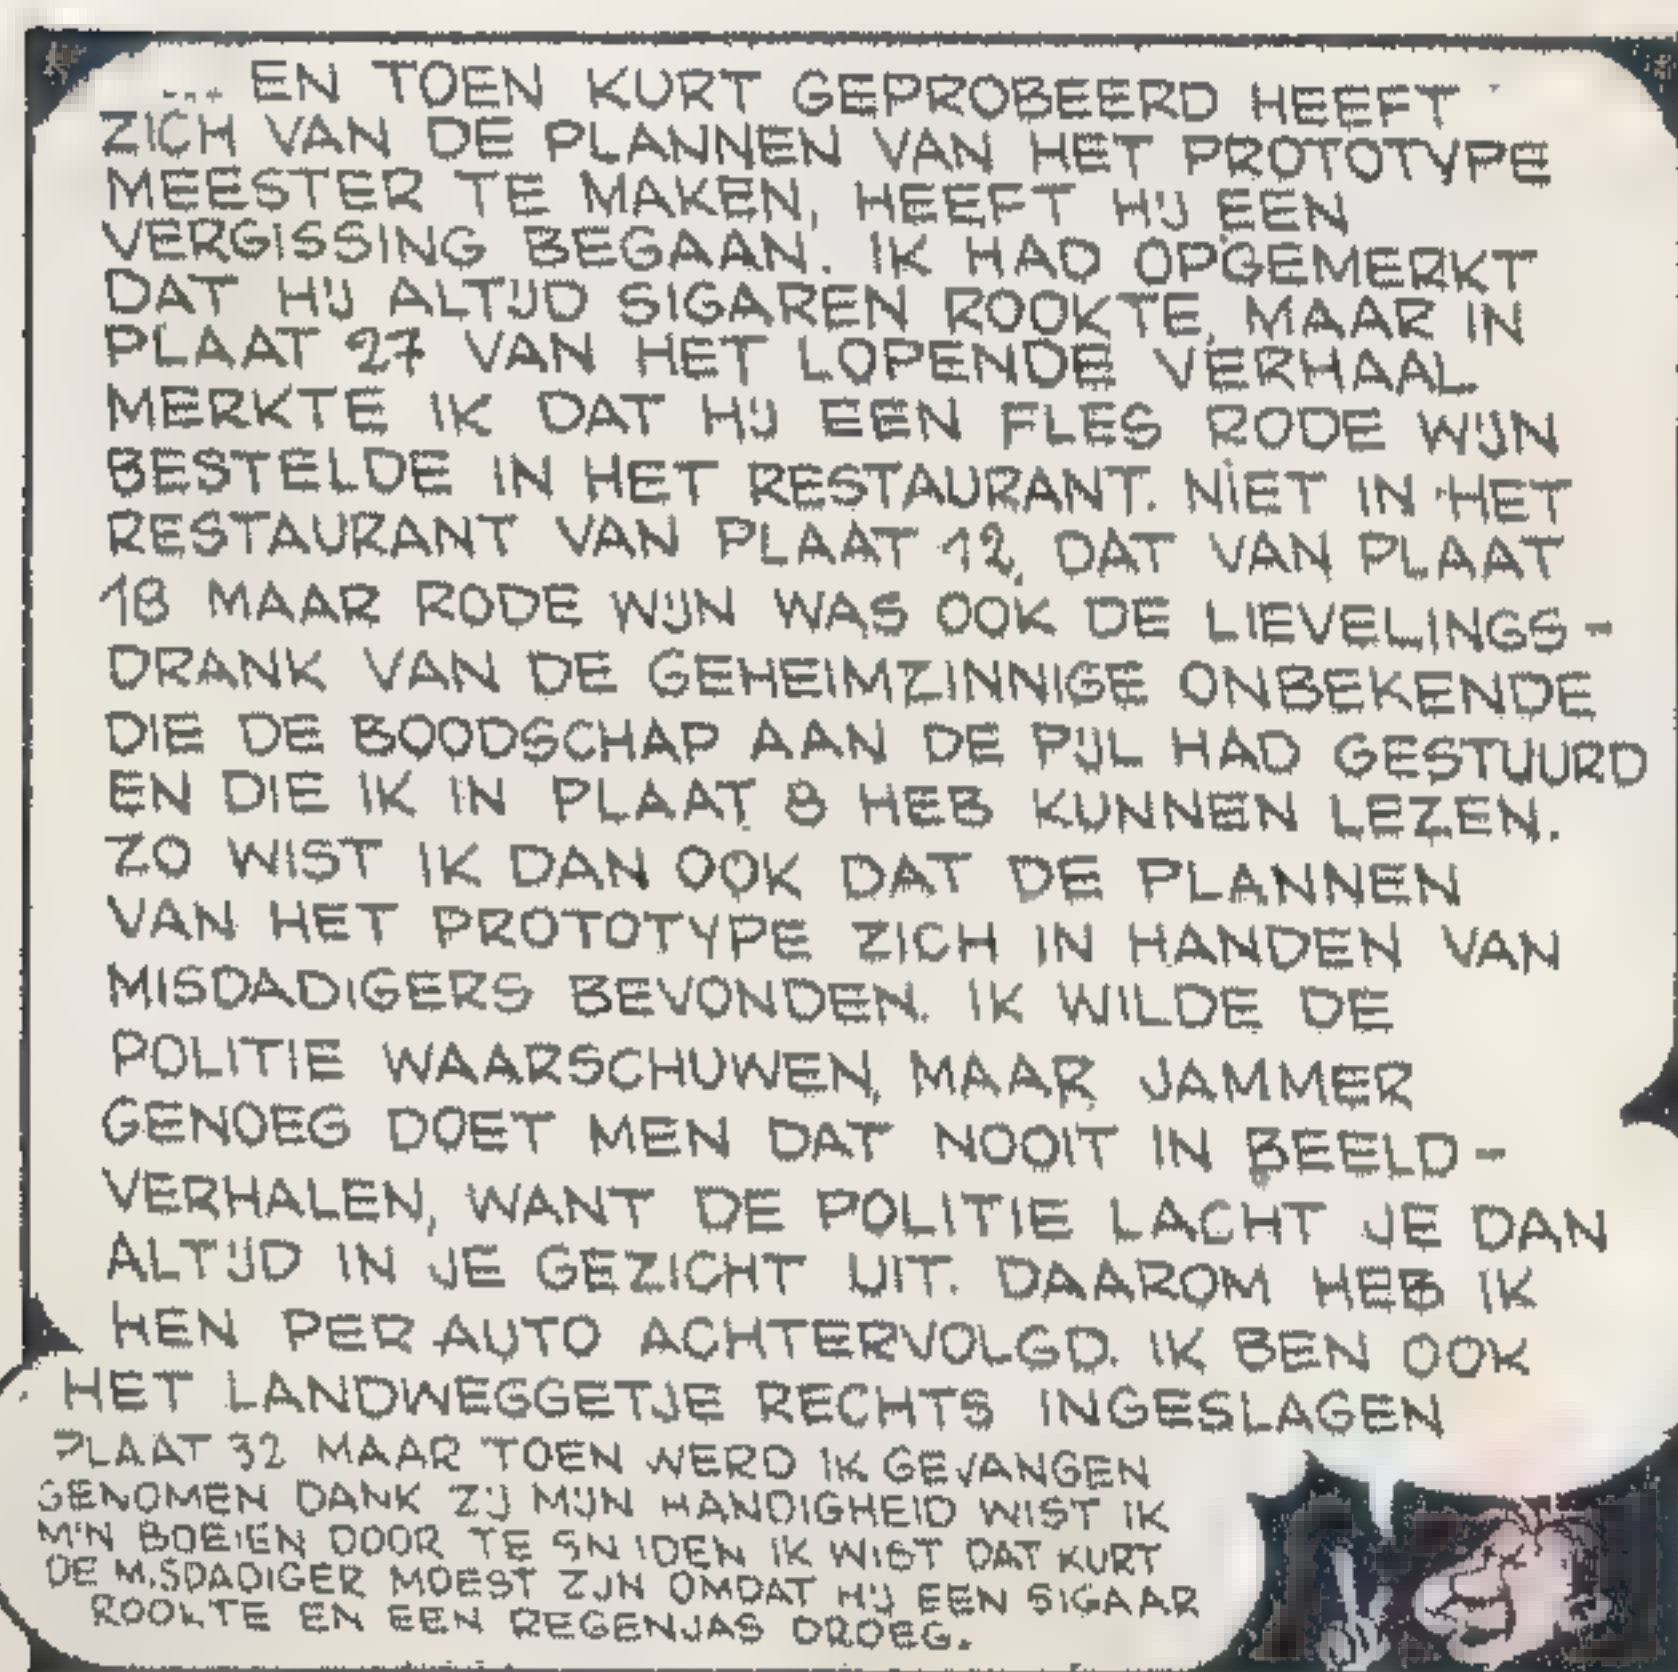 ... EN TOEN KURT GEPROBEERD HEEFT
ZICH VAN DE PLANNEN VAN HET PROTOTYPE
MEESTER TE MAKEN, HEEFT HIJ EEN
VERGISSING BEGAAN. IK HAD OPGEMERKT
DAT HIJ ALTIJD SIGAREN ROOKTE, MAAR IN
PLAAT 27 VAN HET LOPENDE VERHAAL
MERKTE IK DAT HIJ EEN FLES RODE WIJN
BESTELDE IN HET RESTAURANT. NIET IN HET
RESTAURANT VAN PLAAT 12, DAT VAN PLAAT
18 MAAR RODE WIJN WAS OOK DE LIEVELINGS-
DRANK VAN DE GEHEIMZINNIGE ONBEKENDE
DIE DE BOODSCHAP AAN DE PIJL HAD GESTUURD
EN DIE IK IN PLAAT 8 HEB KUNNEN LEZEN.
ZO WIST IK DAN OOK DAT DE PLANNEN
VAN HET PROTOTYPE ZICH IN HANDEN VAN
MISDADIGERS BEVONDEN. IK WILDE DE
POLITIE WAARSCHUWEN, MAAR JAMMER
GENOEG DOET MEN DAT NOOIT IN BEELD-
VERHALEN, WANT DE POLITIE LACHT JE DAN
ALTIJD IN JE GEZICHT UIT. DAAROM HEB IK
HEN PER AUTO ACHTERVOLGD. IK BEN OOK
HET LANDWEGGETJE RECHTS INGESLAGEN
PLAAT 32 MAAR TOEN WERD IK GEVANGEN
GENOMEN DANK ZIJ MIJN HANDIGHEID WIST IK
M'N BOEIEN DOOR TE SNIJDEN IK WIST DAT KURT
DE MISDADIGER MOEST ZIJN OMDAT HIJ EEN SIGAAR
ROOKTE EN EEN REGENJAS DROEG.